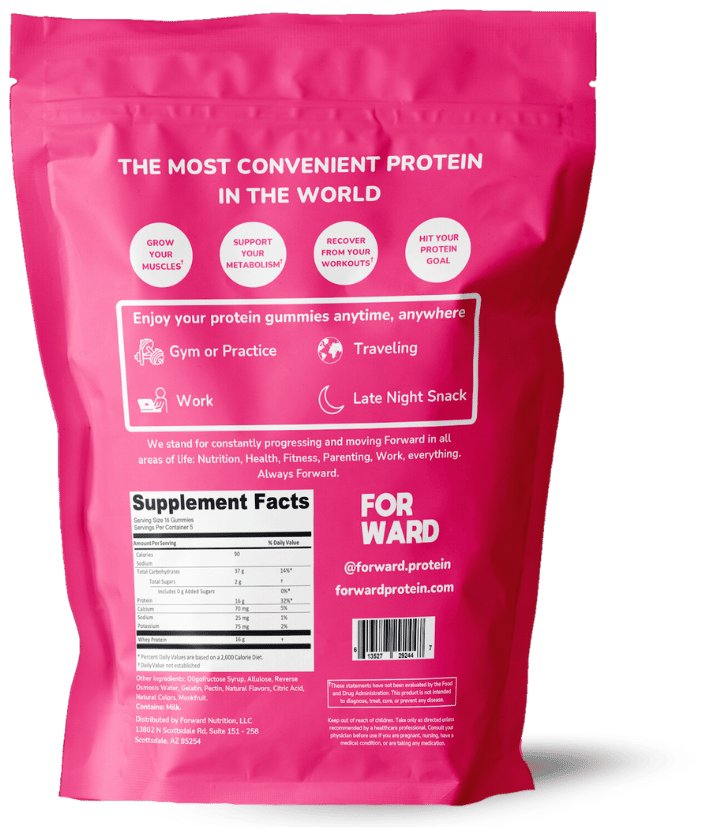 THE MOST CONVENIENT PROTEIN
IN THE WORLD
GROW
YOUR
MUSCLES†
SUPPORT
YOUR
METABOLISM†
RECOVER
FROM YOUR
WORKOUTS†
HIT YOUR
PROTEIN
GOAL
Enjoy your protein gummies anytime, anywhere
Gym or Practice
Traveling
Work
Late Night Snack
We stand for constantly progressing and moving Forward in all
areas of life: Nutrition, Health, Fitness, Parenting, Work, everything.
Always Forward.
Supplement Facts
Serving Size 16 Gummies
Servings Per Container 5
Amount Per Serving % Daily Value
Calories 90
Sodium
Total Carbohydrates 37 g 14%*
Total Sugars 2 g †
Includes 0 g Added Sugars 0%*
Protein 16 g 32%*
Calcium 70 mg 5%
Sodium 25 mg 1%
Potassium 75 mg 2%
Whey Protein 16 g †
* Percent Daily Values are based on a 2,000 Calorie Diet.
† Daily Value not established
Other Ingredients: Oligofructose Syrup, Allulose, Reverse
Osmosis Water, Gelatin, Pectin, Natural Flavors, Citric Acid,
Natural Colors, Monkfruit.
Contains: Milk.
Distributed by Forward Nutrition, LLC
13802 N Scottsdale Rd, Suite 151 - 258
Scottsdale, AZ 85254
FOR
WARD
@forward.protein
forwardprotein.com
6 13527 29244 7
†These statements have not been evaluated by the Food
and Drug Administration. This product is not intended
to diagnose, treat, cure, or prevent any disease.
Keep out of reach of children. Take only as directed unless
recommended by a healthcare professional. Consult your
physician before use if you are pregnant, nursing, have a
medical condition, or are taking any medication.